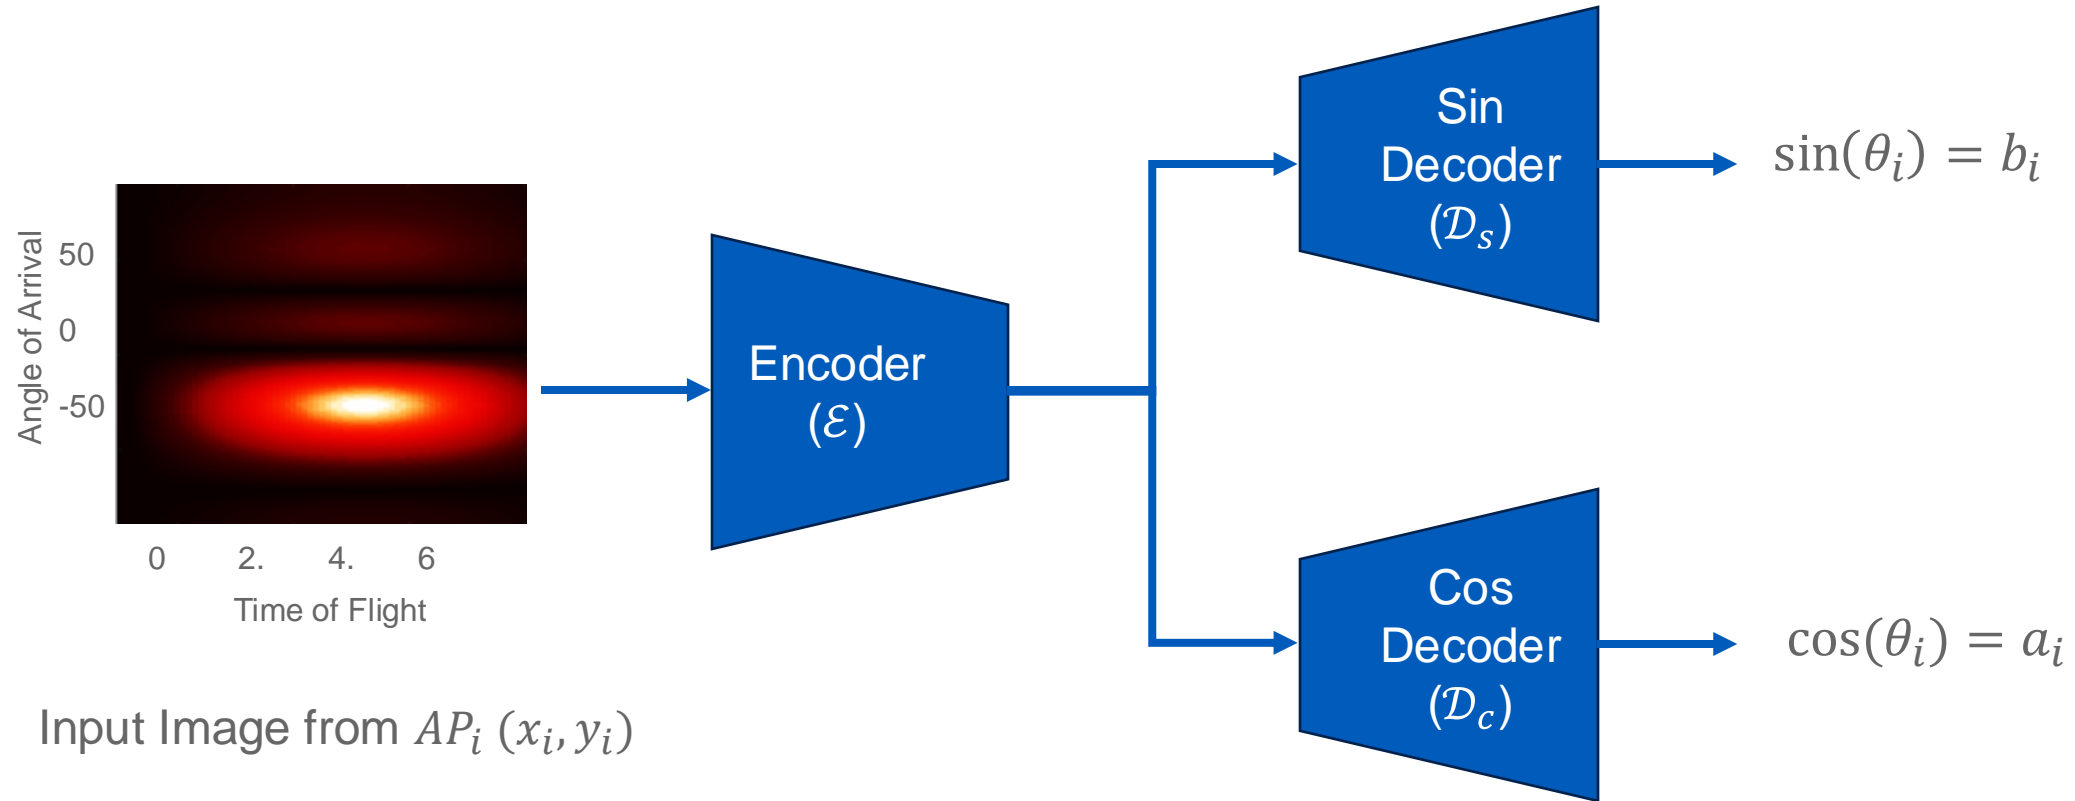 Angle of Arrival
50
0
-50
0 2. 4. 6
Time of Flight
Input Image from APᵢ (xᵢ, yᵢ)
Encoder
(ℰ)
Sin
Decoder
(𝒟ₛ)
sin(θᵢ) = bᵢ
Cos
Decoder
(𝒟_c)
cos(θᵢ) = aᵢ